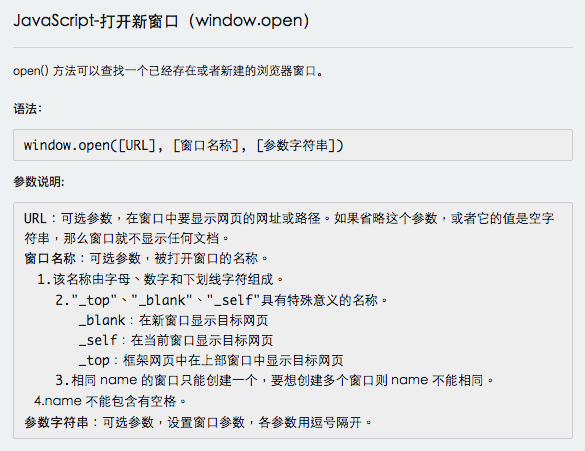 JavaScript-打开新窗口（window.open）
open() 方法可以查找一个已经存在或者新建的浏览器窗口。
语法：
window.open([URL], [窗口名称], [参数字符串])
参数说明:
URL：可选参数，在窗口中要显示网页的网址或路径。如果省略这个参数，或者它的值是空字
符串，那么窗口就不显示任何文档。
窗口名称：可选参数，被打开窗口的名称。
1.该名称由字母、数字和下划线字符组成。
2."_top"、"_blank"、"_self"具有特殊意义的名称。
_blank：在新窗口显示目标网页
_self：在当前窗口显示目标网页
_top：框架网页中在上部窗口中显示目标网页
3.相同 name 的窗口只能创建一个，要想创建多个窗口则 name 不能相同。
4.name 不能包含有空格。
参数字符串：可选参数，设置窗口参数，各参数用逗号隔开。